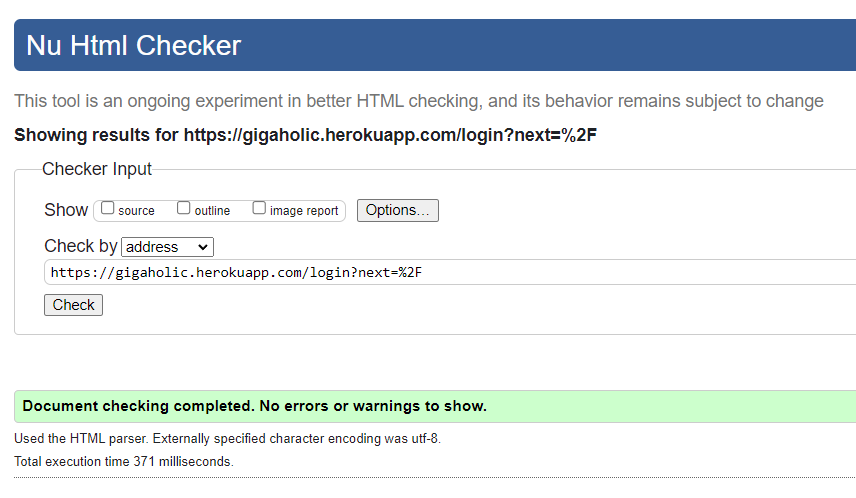 Nu Html Checker
This tool is an ongoing experiment in better HTML checking, and its behavior remains subject to change
Showing results for https://gigaholic.herokuapp.com/login?next=%2F
Checker Input
Show source outline image report Options...
Check by address
https://gigaholic.herokuapp.com/login?next=%2F
Check
Document checking completed. No errors or warnings to show.
Used the HTML parser. Externally specified character encoding was utf-8.
Total execution time 371 milliseconds.